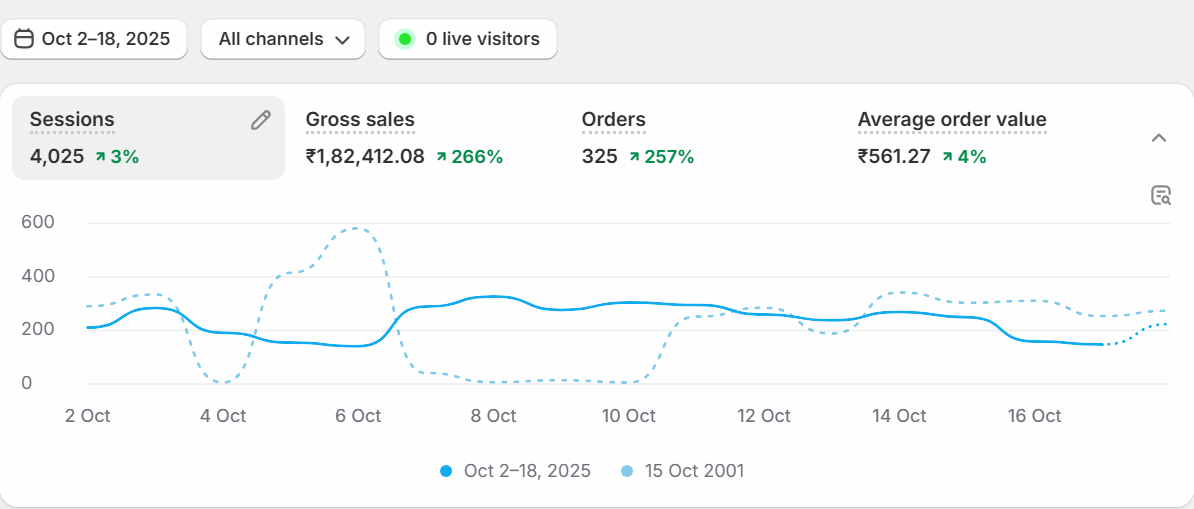 Oct 2–18, 2025 All channels 0 live visitors
Sessions Gross sales Orders Average order value
4,025 3% ₹1,82,412.08 266% 325 257% ₹561.27 4%
600
400
200
0
2 Oct 4 Oct 6 Oct 8 Oct 10 Oct 12 Oct 14 Oct 16 Oct
Oct 2–18, 2025 15 Oct 2001